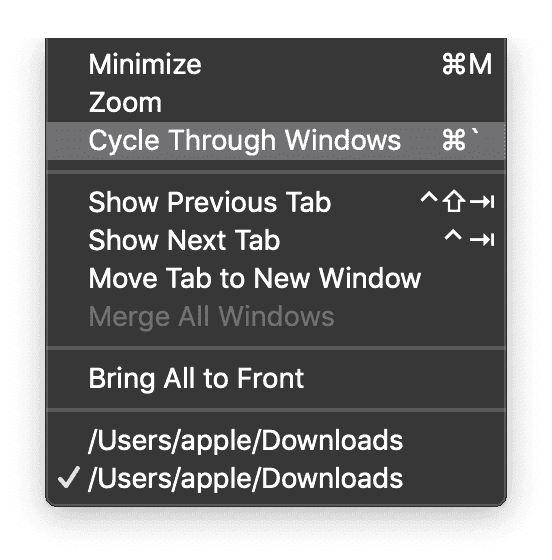 Minimize ⌘M
Zoom
Cycle Through Windows ⌘`
Show Previous Tab ^⇧⇥
Show Next Tab ^⇥
Move Tab to New Window
Merge All Windows
Bring All to Front
/Users/apple/Downloads
✓ /Users/apple/Downloads